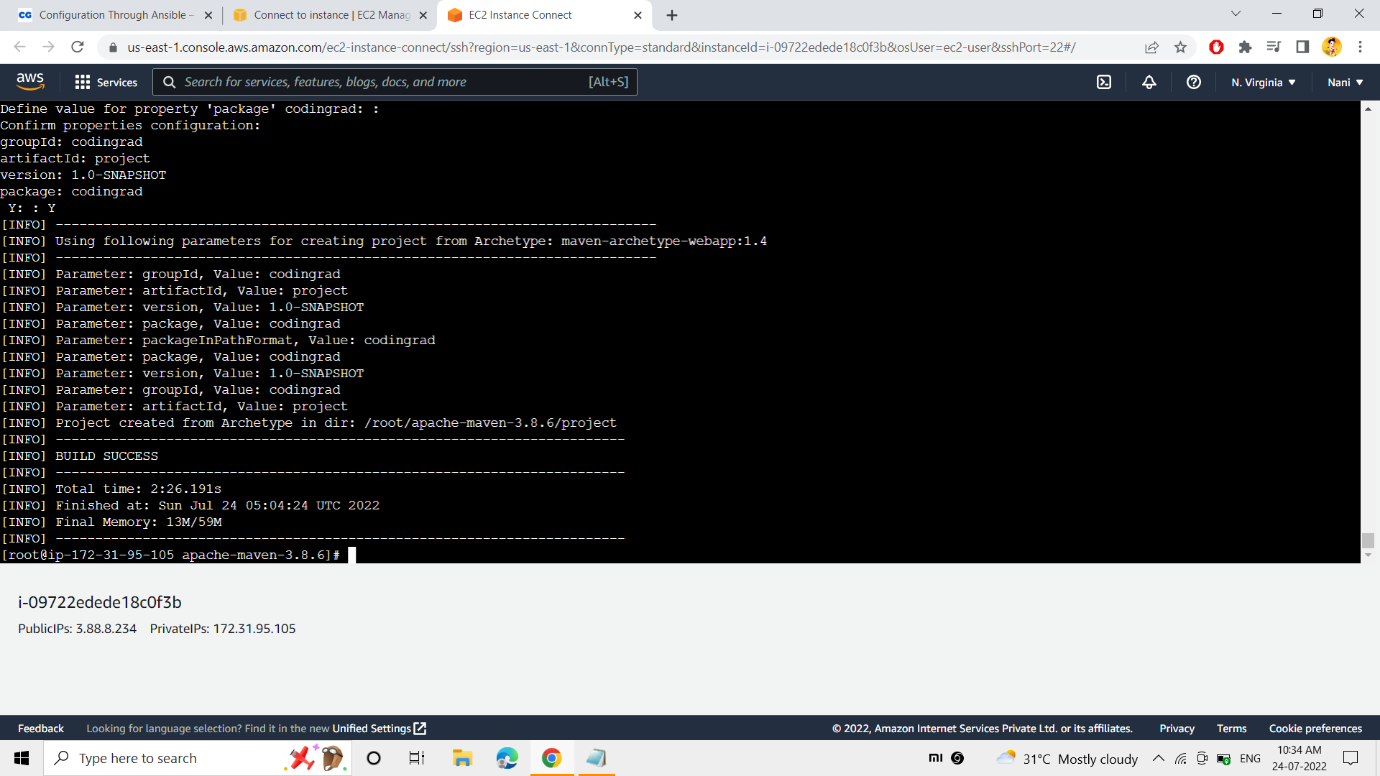 Configuration Through Ansible –
Connect to instance | EC2 Manag
EC2 Instance Connect
us-east-1.console.aws.amazon.com/ec2-instance-connect/ssh?region=us-east-1&connType=standard&instanceId=i-09722edede18c0f3b&osUser=ec2-user&sshPort=22#/
aws
Services
Search for services, features, blogs, docs, and more
[Alt+S]
N. Virginia
Nani
Define value for property 'package' codingrad: :
Confirm properties configuration:
groupId: codingrad
artifactId: project
version: 1.0-SNAPSHOT
package: codingrad
 Y: : Y
[INFO] ----------------------------------------------------------------------------
[INFO] Using following parameters for creating project from Archetype: maven-archetype-webapp:1.4
[INFO] ----------------------------------------------------------------------------
[INFO] Parameter: groupId, Value: codingrad
[INFO] Parameter: artifactId, Value: project
[INFO] Parameter: version, Value: 1.0-SNAPSHOT
[INFO] Parameter: package, Value: codingrad
[INFO] Parameter: packageInPathFormat, Value: codingrad
[INFO] Parameter: package, Value: codingrad
[INFO] Parameter: version, Value: 1.0-SNAPSHOT
[INFO] Parameter: groupId, Value: codingrad
[INFO] Parameter: artifactId, Value: project
[INFO] Project created from Archetype in dir: /root/apache-maven-3.8.6/project
[INFO] ------------------------------------------------------------------------
[INFO] BUILD SUCCESS
[INFO] ------------------------------------------------------------------------
[INFO] Total time: 2:26.191s
[INFO] Finished at: Sun Jul 24 05:04:24 UTC 2022
[INFO] Final Memory: 13M/59M
[INFO] ------------------------------------------------------------------------
[root@ip-172-31-95-105 apache-maven-3.8.6]#
i-09722edede18c0f3b
PublicIPs: 3.88.8.234 PrivateIPs: 172.31.95.105
Feedback Looking for language selection? Find it in the new Unified Settings
© 2022, Amazon Internet Services Private Ltd. or its affiliates. Privacy Terms Cookie preferences
Type here to search
31°C Mostly cloudy
ENG
10:34 AM
24-07-2022